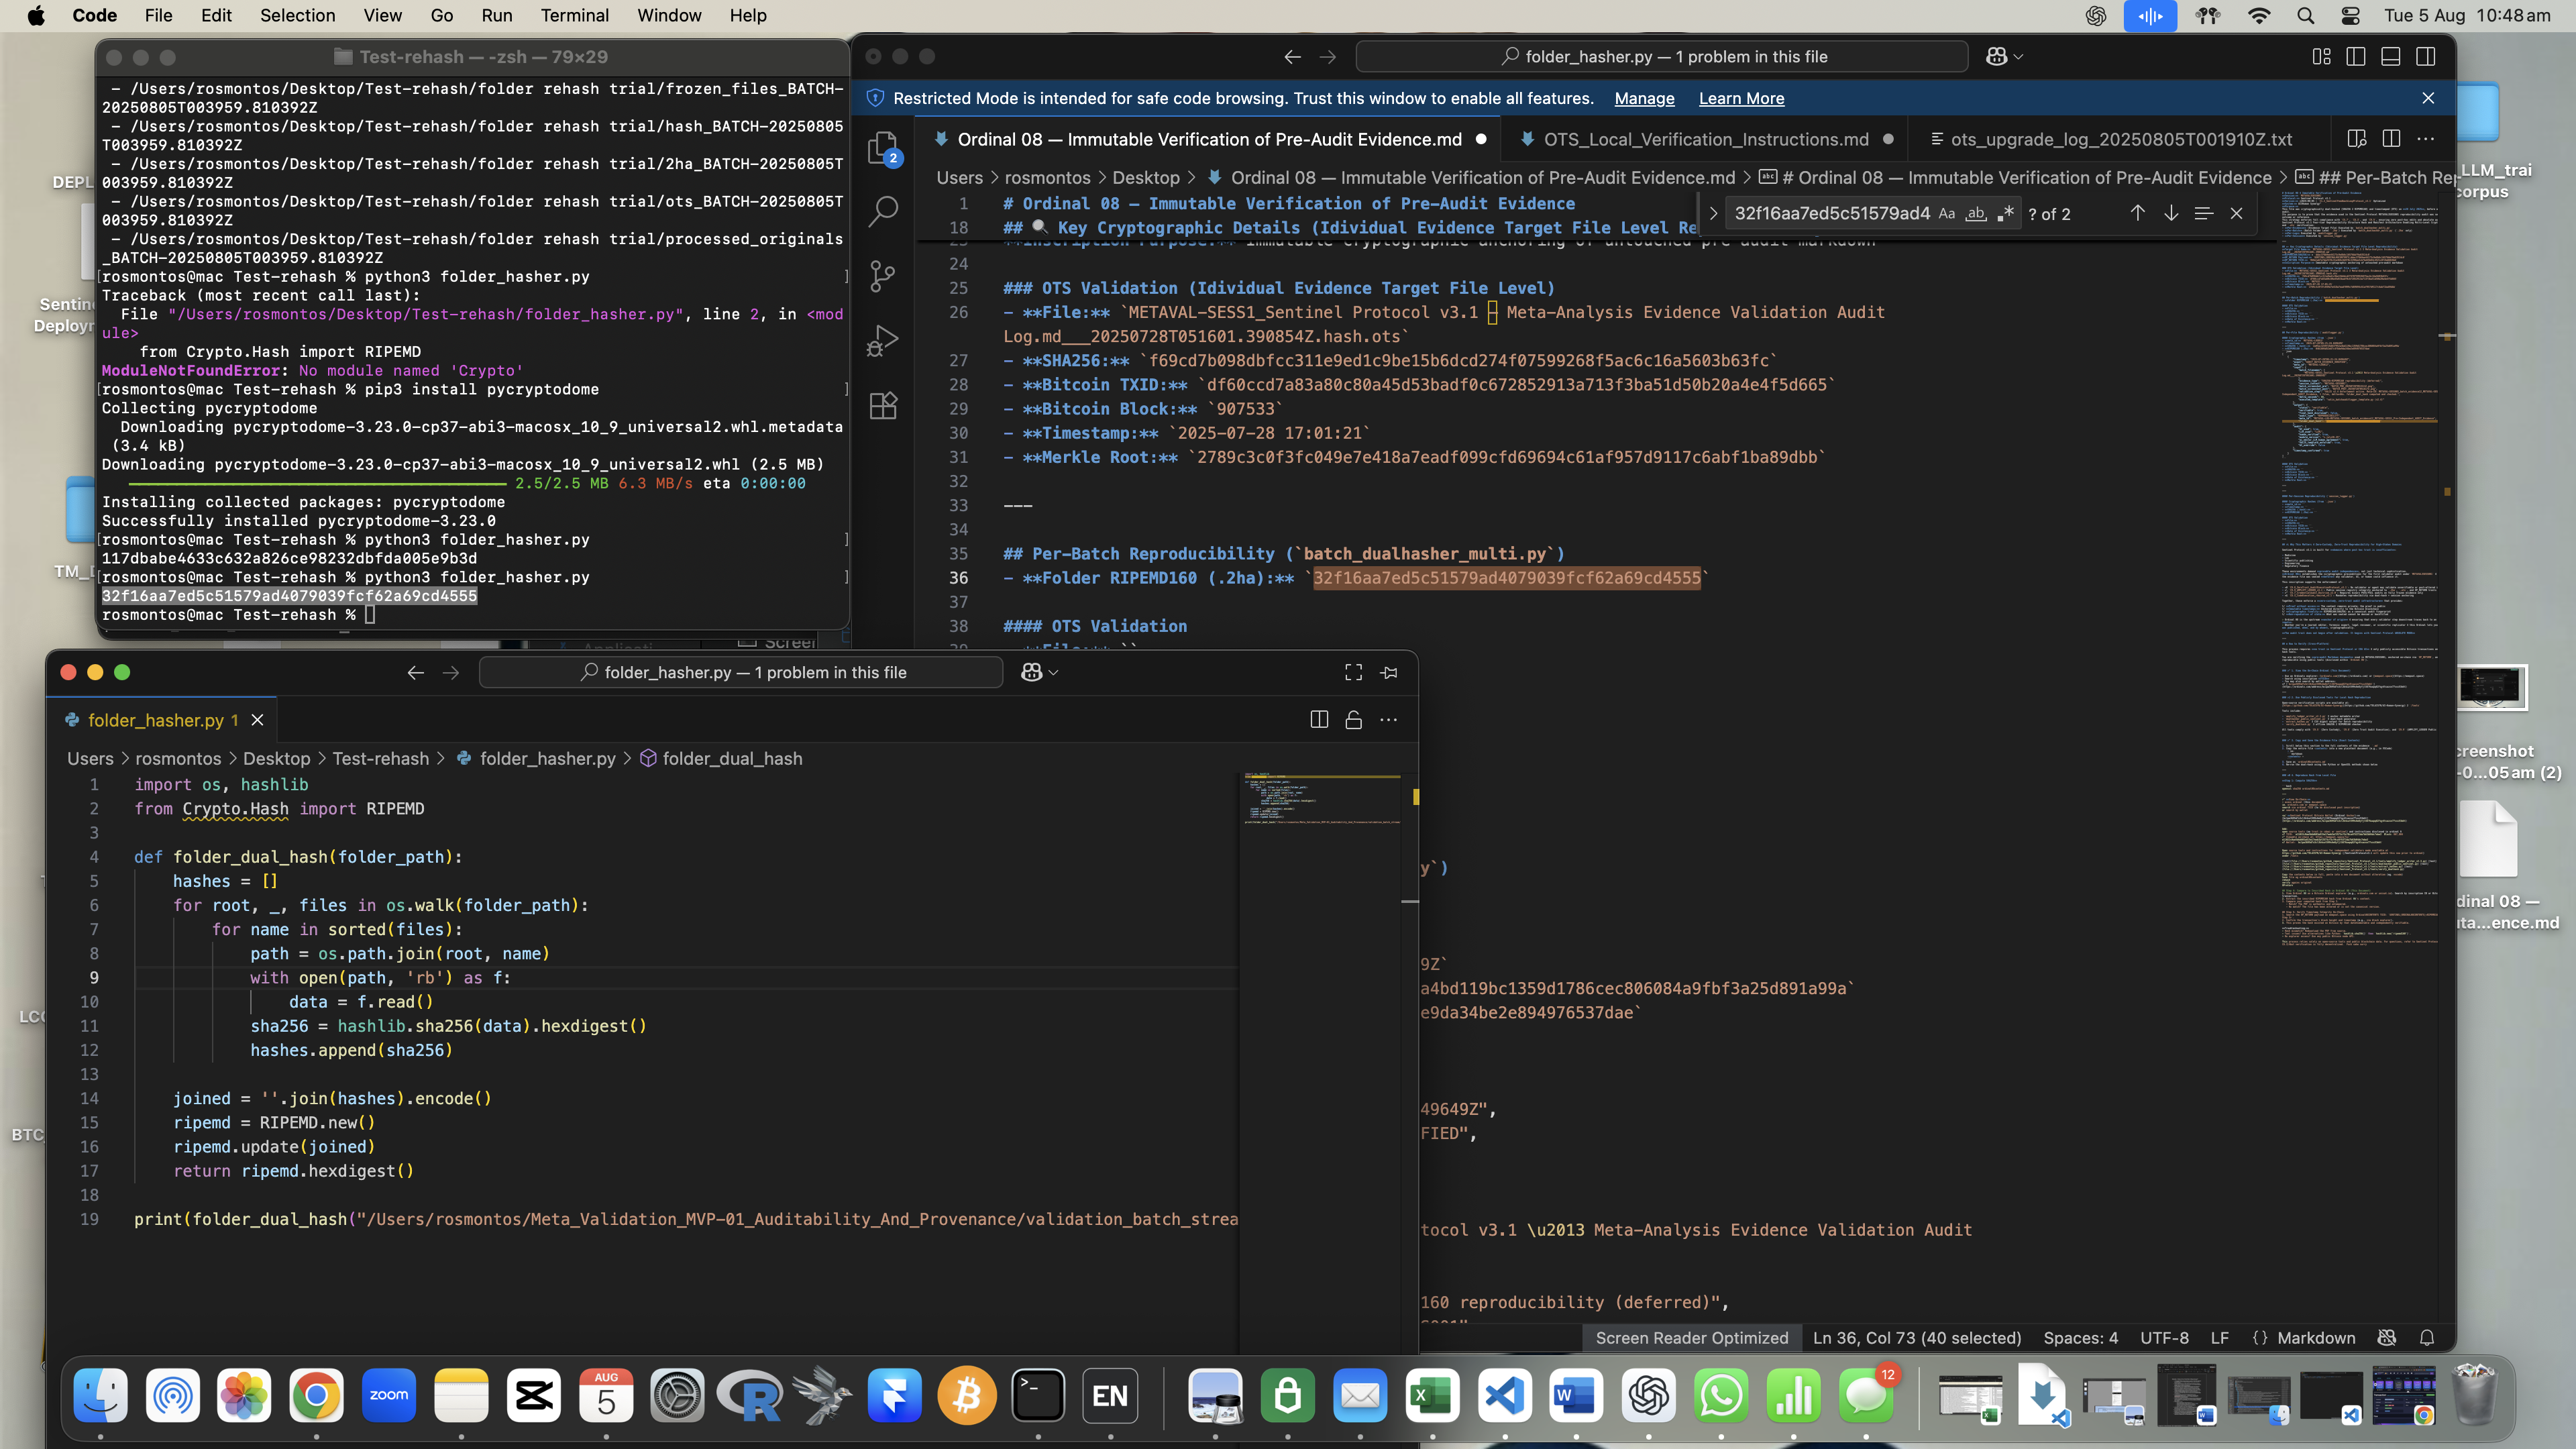 Code File Edit Selection View Go Run Terminal Window Help
Tue 5 Aug 10:48 am
Test-rehash — -zsh — 79×29
- /Users/rosmontos/Desktop/Test-rehash/folder rehash trial/frozen_files_BATCH-
20250805T003959.810392Z
- /Users/rosmontos/Desktop/Test-rehash/folder rehash trial/hash_BATCH-20250805
T003959.810392Z
- /Users/rosmontos/Desktop/Test-rehash/folder rehash trial/2ha_BATCH-20250805T
003959.810392Z
- /Users/rosmontos/Desktop/Test-rehash/folder rehash trial/ots_BATCH-20250805T
003959.810392Z
- /Users/rosmontos/Desktop/Test-rehash/folder rehash trial/processed_originals
_BATCH-20250805T003959.810392Z
[rosmontos@mac Test-rehash % python3 folder_hasher.py ]
Traceback (most recent call last):
File "/Users/rosmontos/Desktop/Test-rehash/folder_hasher.py", line 2, in <mod
ule>
from Crypto.Hash import RIPEMD
ModuleNotFoundError: No module named 'Crypto'
[rosmontos@mac Test-rehash % pip3 install pycryptodome ]
Collecting pycryptodome
Downloading pycryptodome-3.23.0-cp37-abi3-macosx_10_9_universal2.whl.metadata
(3.4 kB)
Downloading pycryptodome-3.23.0-cp37-abi3-macosx_10_9_universal2.whl (2.5 MB)
2.5/2.5 MB 6.3 MB/s eta 0:00:00
Installing collected packages: pycryptodome
Successfully installed pycryptodome-3.23.0
[rosmontos@mac Test-rehash % python3 folder_hasher.py ]
117dbabe4633c632a826ce98232dbfda005e9b3d
[rosmontos@mac Test-rehash % python3 folder_hasher.py ]
32f16aa7ed5c51579ad4079039fcf62a69cd4555
rosmontos@mac Test-rehash %
folder_hasher.py — 1 problem in this file
Restricted Mode is intended for safe code browsing. Trust this window to enable all features. Manage Learn More
2
Ordinal 08 — Immutable Verification of Pre-Audit Evidence.md
OTS_Local_Verification_Instructions.md
ots_upgrade_log_20250805T001910Z.txt
Users > rosmontos > Desktop > Ordinal 08 — Immutable Verification of Pre-Audit Evidence.md > # Ordinal 08 — Immutable Verification of Pre-Audit Evidence > ## Per-Batch Rep
32f16aa7ed5c51579ad4 Aa ab ? of 2
1 # Ordinal 08 — Immutable Verification of Pre-Audit Evidence
18 ## 🔍 Key Cryptographic Details (Idividual Evidence Target File Level Re
24
25 ### OTS Validation (Idividual Evidence Target File Level)
26 - **File:** `METAVAL-SESS1_Sentinel Protocol v3.1 – Meta-Analysis Evidence Validation Audit
Log.md___20250728T051601.390854Z.hash.ots`
27 - **SHA256:** `f69cd7b098dbfcc311e9ed1c9be15b6dcd274f07599268f5ac6c16a5603b63fc`
28 - **Bitcoin TXID:** `df60ccd7a83a80c80a45d53badf0c672852913a713f3ba51d50b20a4e4f5d665`
29 - **Bitcoin Block:** `907533`
30 - **Timestamp:** `2025-07-28 17:01:21`
31 - **Merkle Root:** `2789c3c0f3fc049e7e418a7eadf099cfd69694c61af957d9117c6abf1ba89dbb`
32
33 ---
34
35 ## Per-Batch Reproducibility (`batch_dualhasher_multi.py`)
36 - **Folder RIPEMD160 (.2ha):** `32f16aa7ed5c51579ad4079039fcf62a69cd4555`
37
38 #### OTS Validation
y`)
9Z`
a4bd119bc1359d1786cec806084a9fbf3a25d891a99a`
e9da34be2e894976537dae`
49649Z",
FIED",
tocol v3.1 \u2013 Meta-Analysis Evidence Validation Audit
160 reproducibility (deferred)",
Screen Reader Optimized Ln 36, Col 73 (40 selected) Spaces: 4 UTF-8 LF {} Markdown
folder_hasher.py — 1 problem in this file
folder_hasher.py 1
Users > rosmontos > Desktop > Test-rehash > folder_hasher.py > folder_dual_hash
1 import os, hashlib
2 from Crypto.Hash import RIPEMD
3
4 def folder_dual_hash(folder_path):
5 hashes = []
6 for root, _, files in os.walk(folder_path):
7 for name in sorted(files):
8 path = os.path.join(root, name)
9 with open(path, 'rb') as f:
10 data = f.read()
11 sha256 = hashlib.sha256(data).hexdigest()
12 hashes.append(sha256)
13
14 joined = ''.join(hashes).encode()
15 ripemd = RIPEMD.new()
16 ripemd.update(joined)
17 return ripemd.hexdigest()
18
19 print(folder_dual_hash("/Users/rosmontos/Meta_Validation_MVP-01_Auditability_And_Provenance/validation_batch_strea
DEPL
Sentin
Deployn
TM_D
LCC
BTC
LLM_trai
corpus
creenshot
-0...05 am (2)
dinal 08 —
uta...ence.md
zoom
AUG
5
EN
12